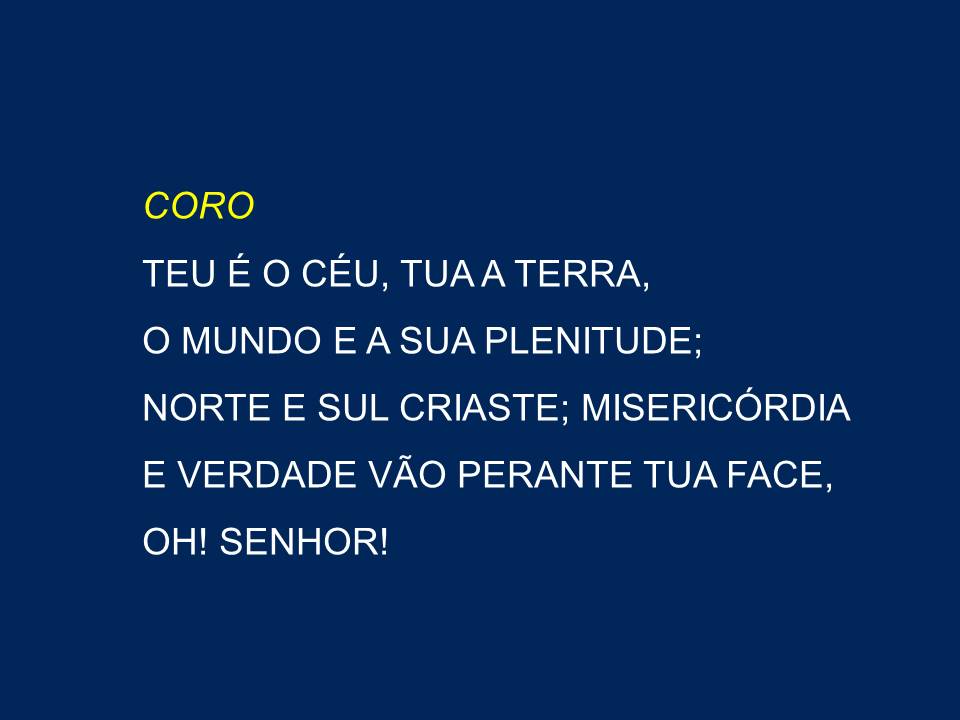 CORO
TEU É O CÉU, TUA A TERRA,
O MUNDO E A SUA PLENITUDE;
NORTE E SUL CRIASTE; MISERICÓRDIA
E VERDADE VÃO PERANTE TUA FACE,
OH! SENHOR!